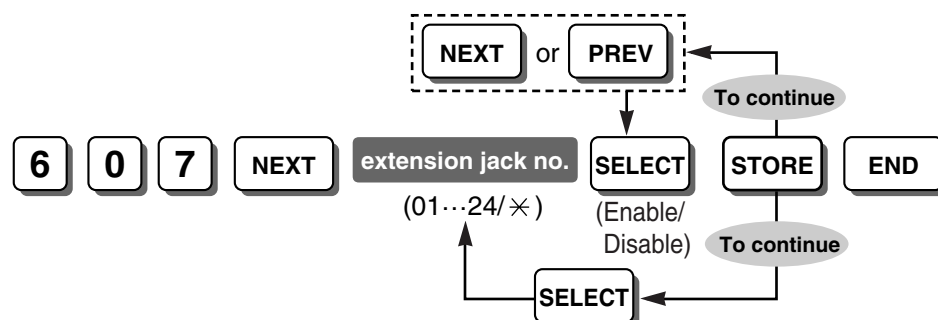 NEXT or PREV
To continue
6 0 7 NEXT extension jack no. SELECT STORE END
(01···24/✳) (Enable/
Disable) To continue
SELECT